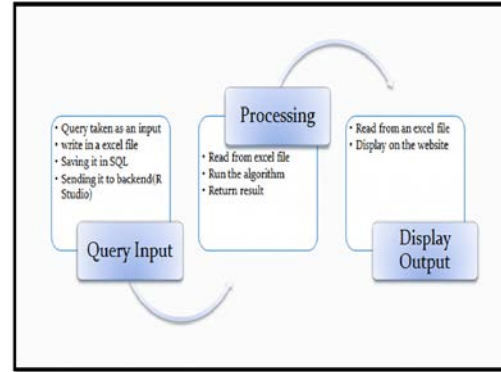 • Query taken as an input
• write in a excel file
• Saving it in SQL
• Sending it to backend(R
Studio)
Query Input
Processing
• Read from excel file
• Run the algorithm
• Return result
• Read from an excel file
• Display on the website
Display
Output